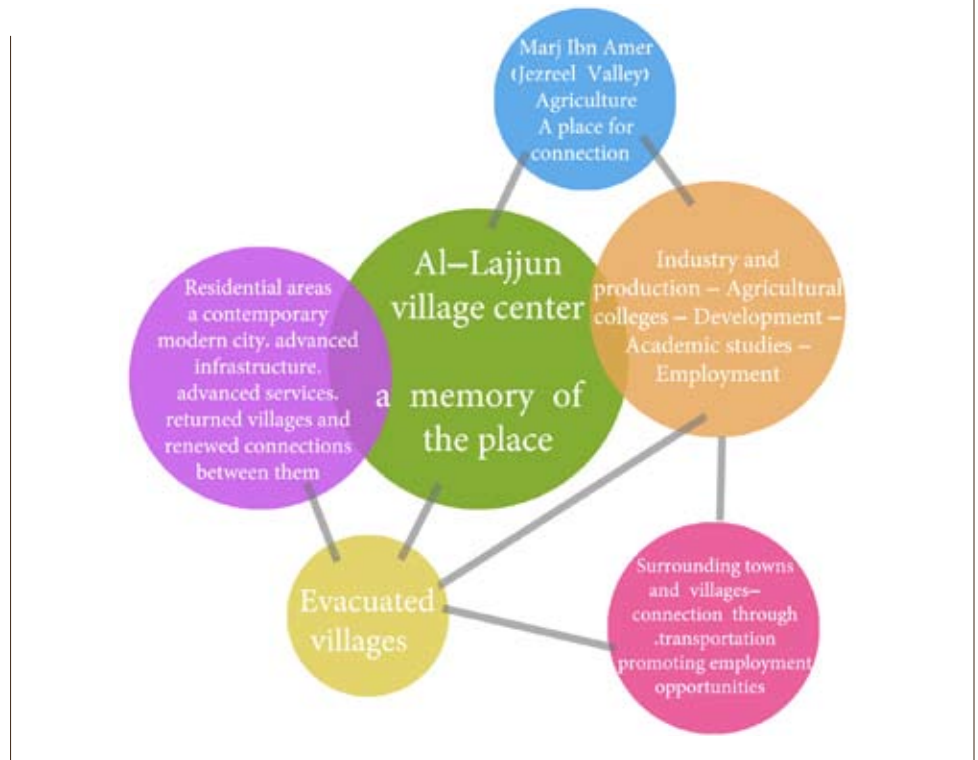 Marj Ibn Amer
(Jezreel Valley)
Agriculture
A place for
connection
Al–Lajjun
village center
a memory of
the place
Industry and
production – Agricultural
colleges – Development –
Academic studies –
Employment
Residential areas
a contemporary
modern city. advanced
infrastructure.
advanced services.
returned villages and
renewed connections
between them
Evacuated
villages
Surrounding towns
and villages–
connection through
.transportation
promoting employment
opportunities